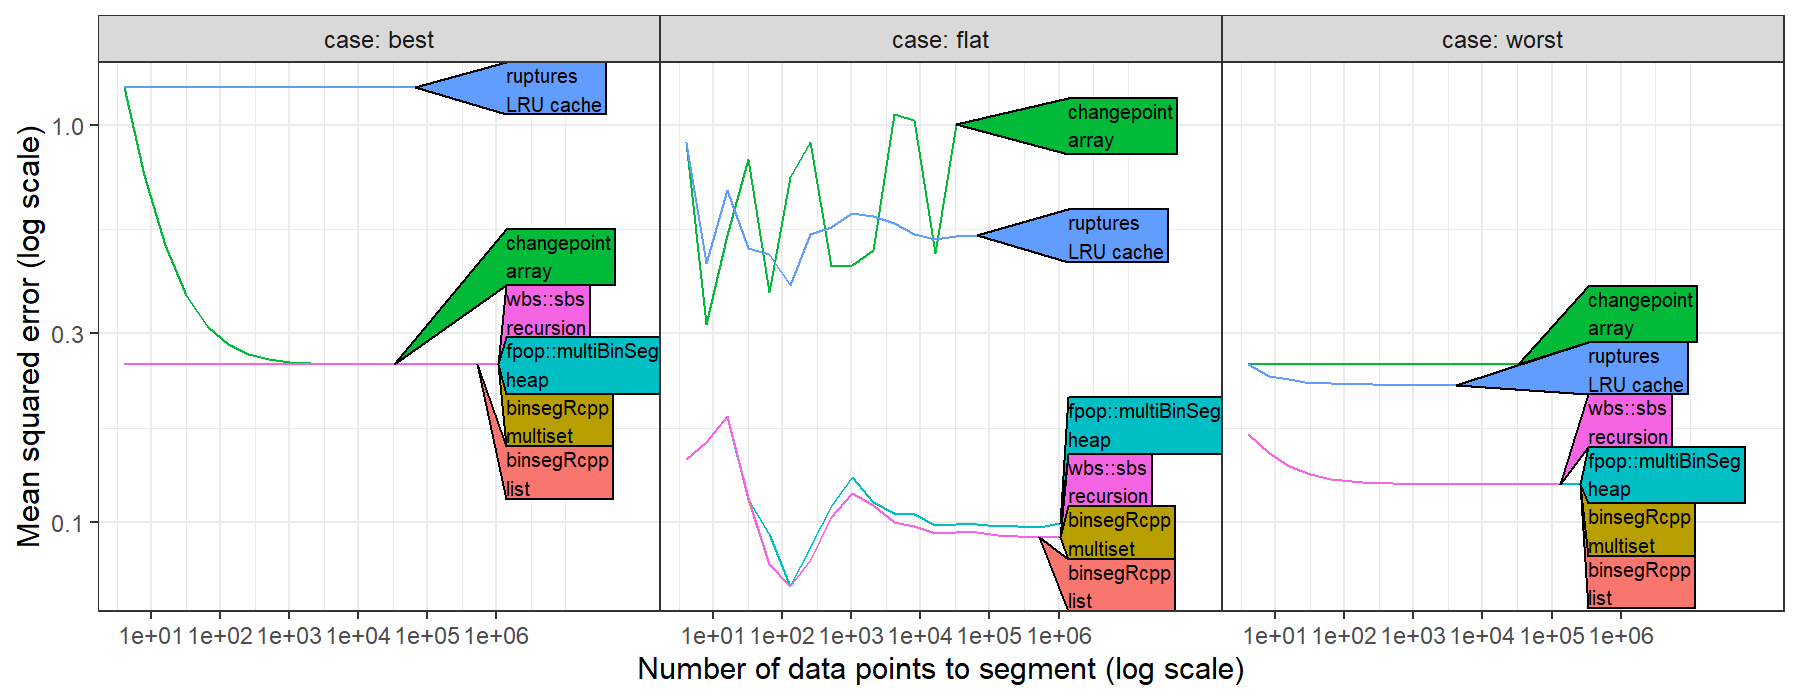 case: best
case: flat
case: worst
Mean squared error (log scale)
1.0
0.3
0.1
ruptures
LRU cache
changepoint
array
wbs::sbs
recursion
fpop::multiBinSeg
heap
binsegRcpp
multiset
binsegRcpp
list
changepoint
array
ruptures
LRU cache
fpop::multiBinSeg
heap
wbs::sbs
recursion
binsegRcpp
multiset
binsegRcpp
list
changepoint
array
ruptures
LRU cache
wbs::sbs
recursion
fpop::multiBinSeg
heap
binsegRcpp
multiset
binsegRcpp
list
1e+01 1e+02 1e+03 1e+04 1e+05 1e+06
1e+01 1e+02 1e+03 1e+04 1e+05 1e+06
1e+01 1e+02 1e+03 1e+04 1e+05 1e+06
Number of data points to segment (log scale)